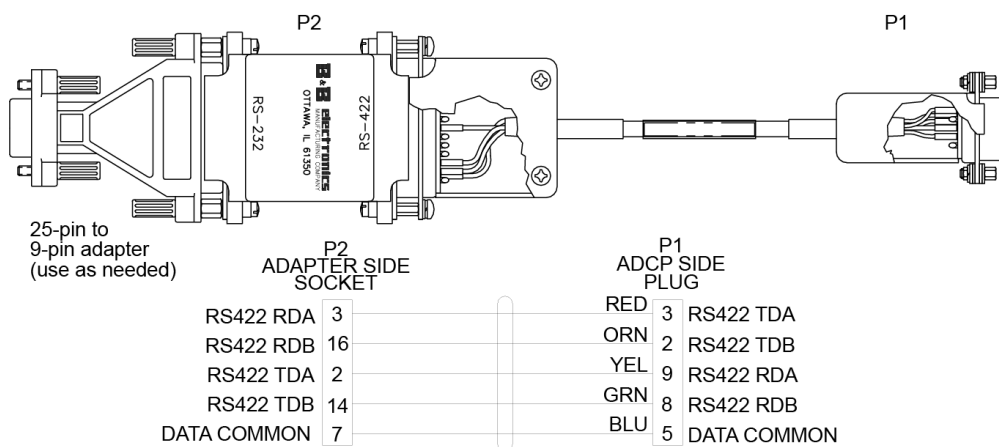 P2
P1
RS-232
B&B electronics
MANUFACTURING COMPANY
OTTAWA, IL 61350
RS-422
25-pin to
9-pin adapter
(use as needed)
P2
ADAPTER SIDE
SOCKET
P1
ADCP SIDE
PLUG
RS422 RDA 3 RED 3 RS422 TDA
RS422 RDB 16 ORN 2 RS422 TDB
RS422 TDA 2 YEL 9 RS422 RDA
RS422 TDB 14 GRN 8 RS422 RDB
DATA COMMON 7 BLU 5 DATA COMMON